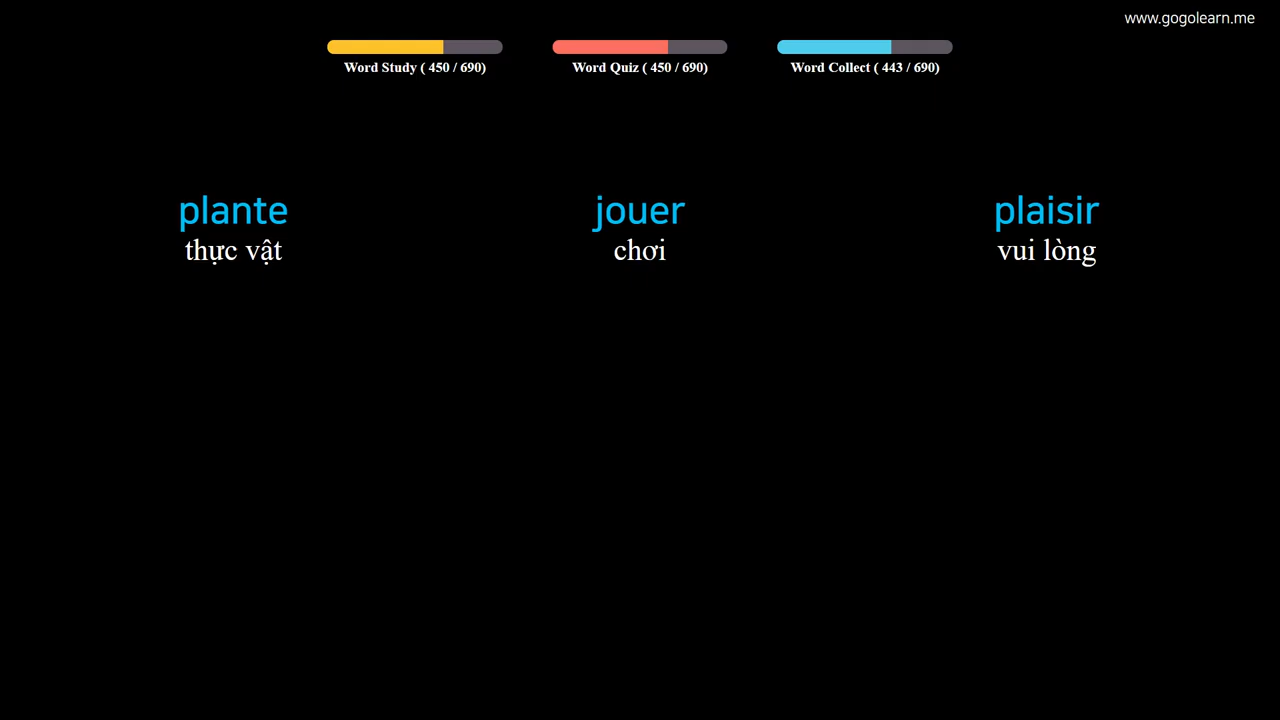 www.gogolearn.me
Word Study ( 450 / 690)
Word Quiz ( 450 / 690)
Word Collect ( 443 / 690)
plante
thực vật
jouer
chơi
plaisir
vui lòng